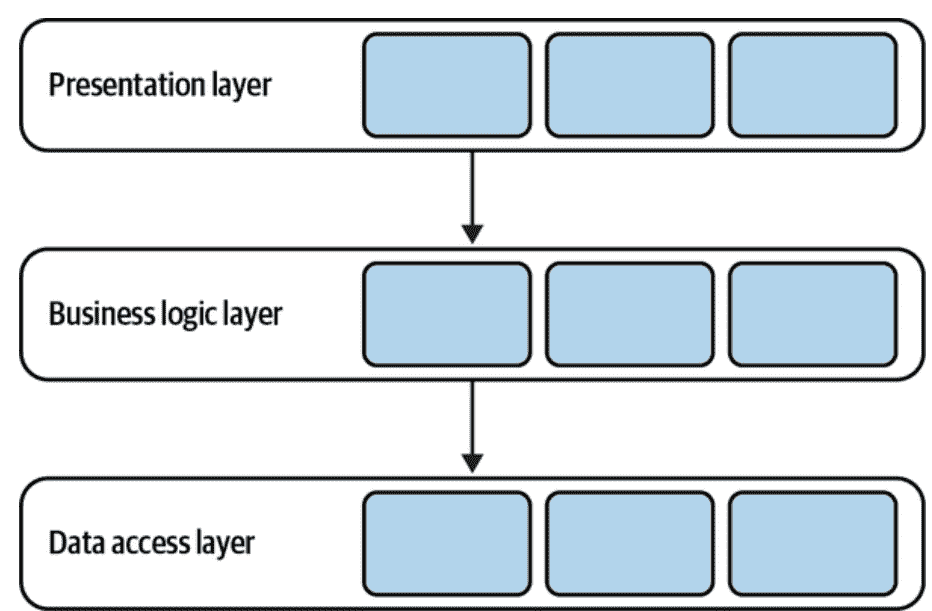 Presentation layer
Business logic layer
Data access layer